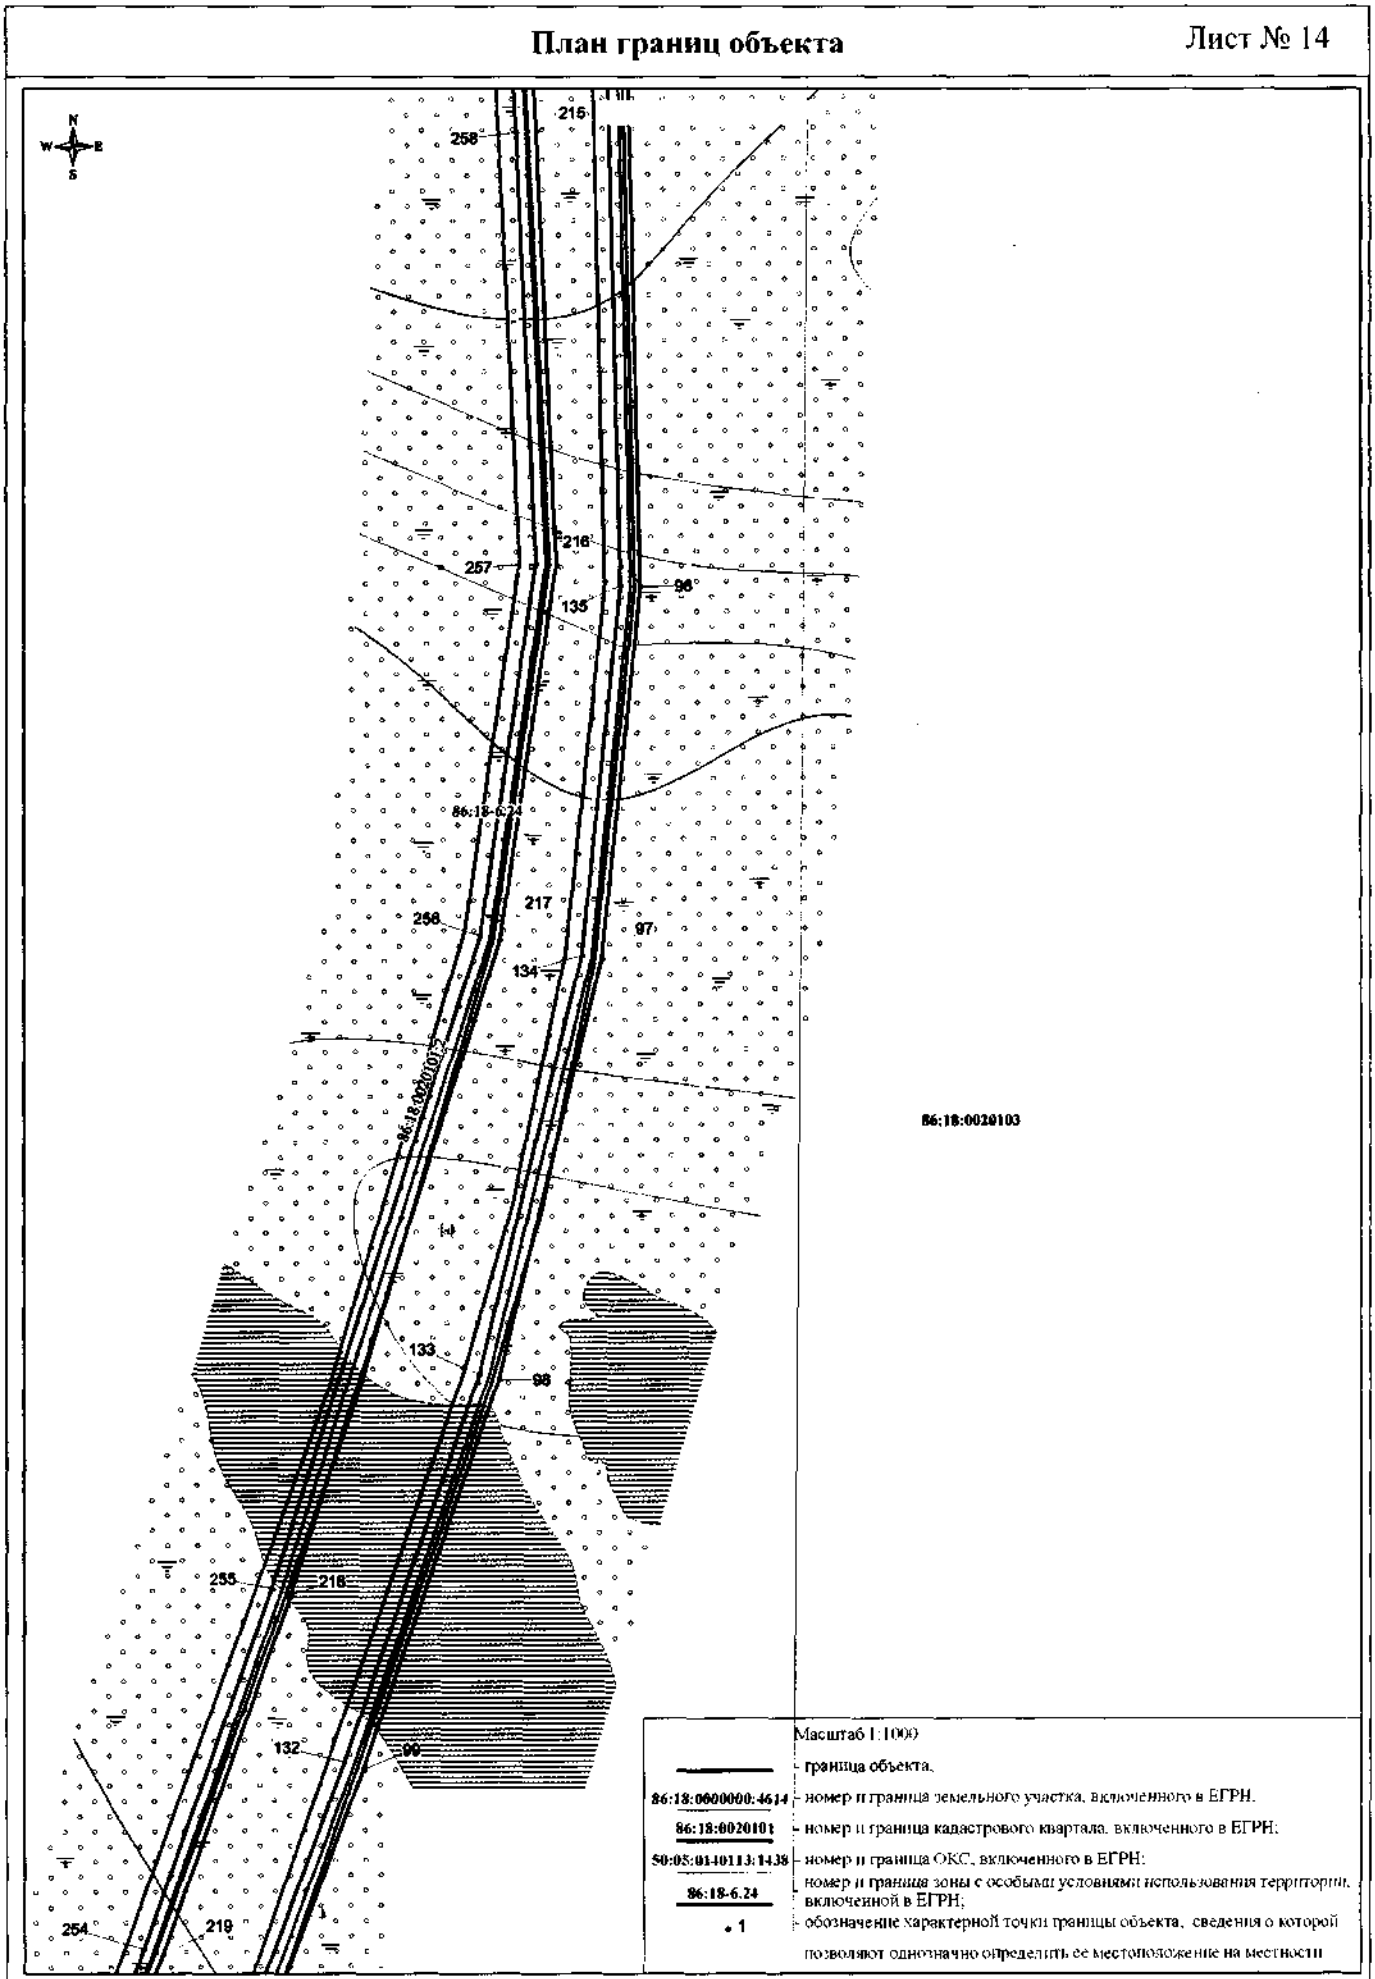 План границ объекта
Лист № 14
N
W E
S
215
258
216
257
96
135
86:18-6.24
217
256
97
134
86:18:0020101:2
86:18:0020103
133
98
255
218
132
99
254
219
Масштаб 1:1000
- граница объекта,
86:18:0000000:4614 - номер и граница земельного участка, включенного в ЕГРН.
86:18:0020101 - номер и граница кадастрового квартала, включенного в ЕГРН;
50:05:0140113:1438 - номер и граница ОКС, включенного в ЕГРН:
86:18-6.24 - номер и граница зоны с особыми условиями использования территории,
включенной в ЕГРН;
• 1 - обозначение характерной точки границы объекта, сведения о которой
позволяют однозначно определить ее местоположение на местности